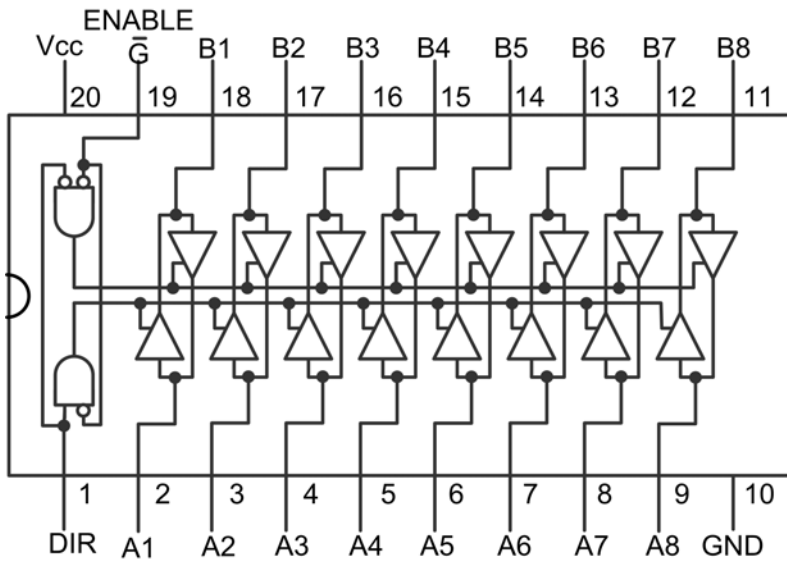 ENABLE
Vcc G̅ B1 B2 B3 B4 B5 B6 B7 B8
20 19 18 17 16 15 14 13 12 11
1 2 3 4 5 6 7 8 9 10
DIR A1 A2 A3 A4 A5 A6 A7 A8 GND